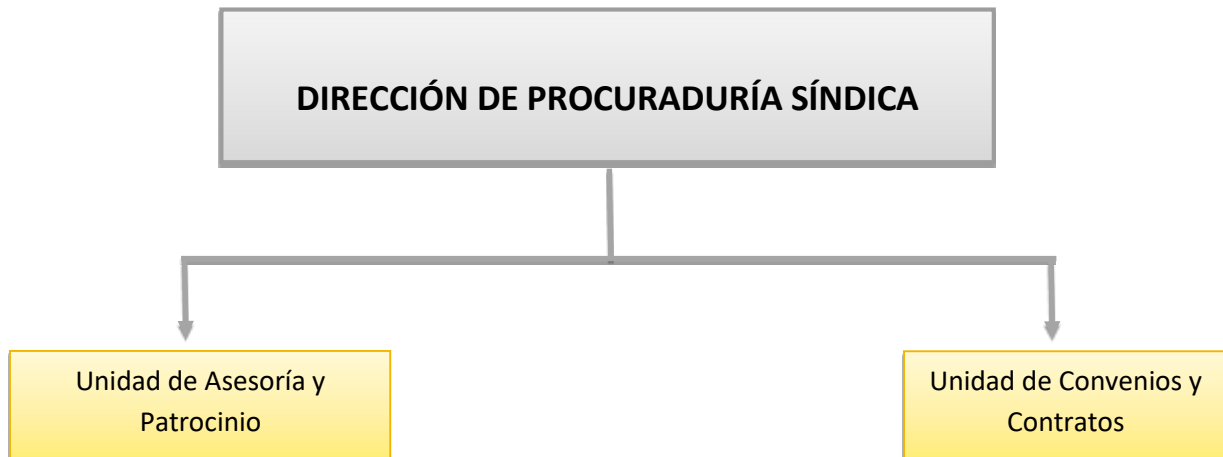 DIRECCIÓN DE PROCURADURÍA SÍNDICA
Unidad de Asesoría y
Patrocinio
Unidad de Convenios y
Contratos